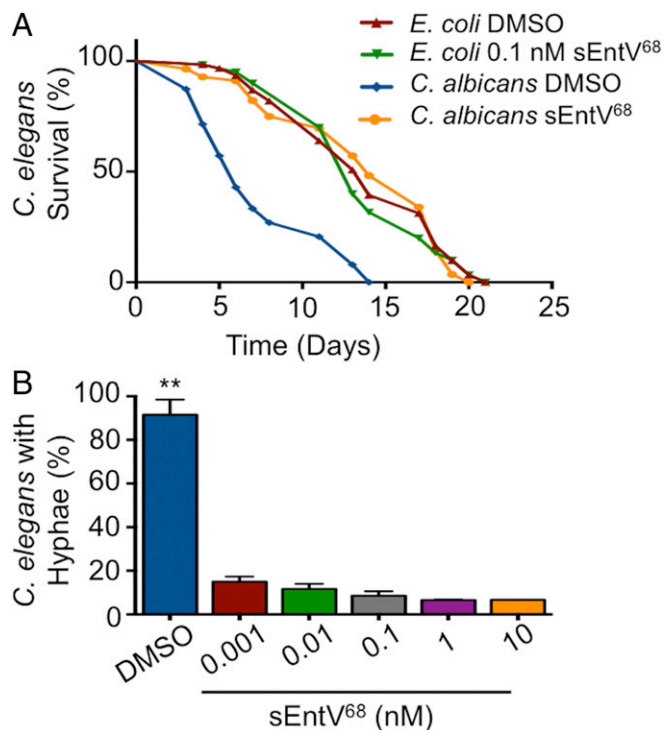 A
E. coli DMSO
E. coli 0.1 nM sEntV⁶⁸
C. albicans DMSO
C. albicans sEntV⁶⁸
C. elegans
Survival (%)
100
50
0
0 5 10 15 20 25
Time (Days)
B
C. elegans with
Hyphae (%)
100
80
60
40
20
0
**
DMSO 0.001 0.01 0.1 1 10
sEntV⁶⁸ (nM)